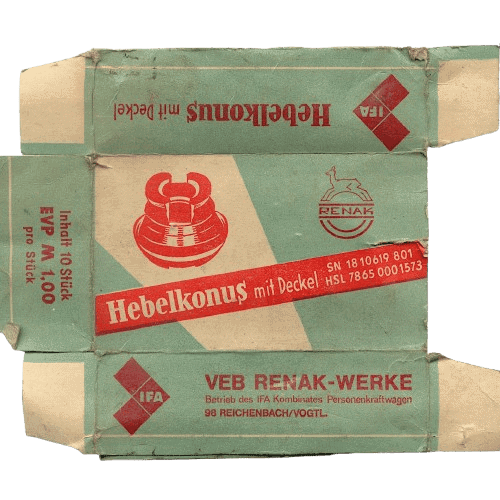 IFA
Hebelkonus mit Deckel
RENAK
Inhalt 10 Stück
EVP M 1,00
pro Stück
Hebelkonus mit Deckel
SN 18 10619 801
HSL 7865 0001573
IFA
VEB RENAK-WERKE
Betrieb des IFA Kombinates Personenkraftwagen
98 REICHENBACH/VOGTL.